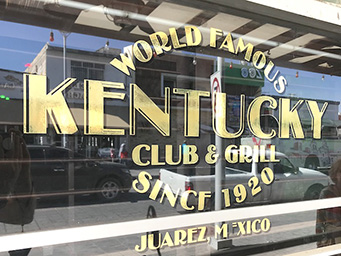 WORLD FAMOUS
KENTUCKY
CLUB & GRILL
SINCE 1920
JUAREZ, MEXICO